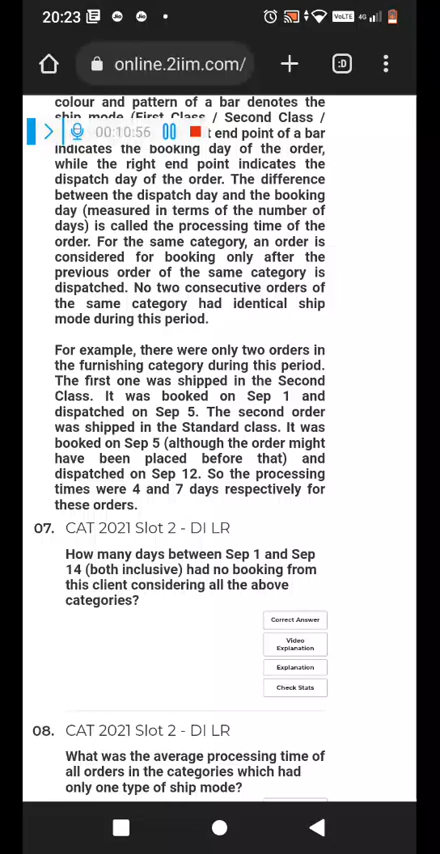 20:23
Jio
Jio
VoLTE
4G
online.2iim.com/
:D
colour and pattern of a bar denotes the
ship mode (First Class / Second Class /
00:10:56
t end point of a bar
indicates the booking day of the order,
while the right end point indicates the
dispatch day of the order. The difference
between the dispatch day and the booking
day (measured in terms of the number of
days) is called the processing time of the
order. For the same category, an order is
considered for booking only after the
previous order of the same category is
dispatched. No two consecutive orders of
the same category had identical ship
mode during this period.
For example, there were only two orders in
the furnishing category during this period.
The first one was shipped in the Second
Class. It was booked on Sep 1 and
dispatched on Sep 5. The second order
was shipped in the Standard class. It was
booked on Sep 5 (although the order might
have been placed before that) and
dispatched on Sep 12. So the processing
times were 4 and 7 days respectively for
these orders.
07. CAT 2021 Slot 2 - DI LR
How many days between Sep 1 and Sep
14 (both inclusive) had no booking from
this client considering all the above
categories?
Correct Answer
Video
Explanation
Explanation
Check Stats
08. CAT 2021 Slot 2 - DI LR
What was the average processing time of
all orders in the categories which had
only one type of ship mode?